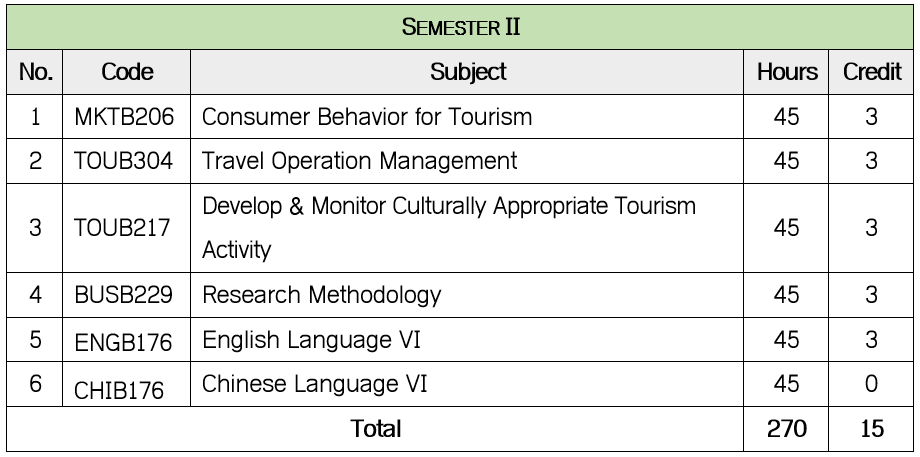 SEMESTER II
No. Code Subject Hours Credit
1 MKTB206 Consumer Behavior for Tourism 45 3
2 TOUB304 Travel Operation Management 45 3
3 TOUB217 Develop & Monitor Culturally Appropriate Tourism
Activity 45 3
4 BUSB229 Research Methodology 45 3
5 ENGB176 English Language VI 45 3
6 CHIB176 Chinese Language VI 45 0
Total 270 15